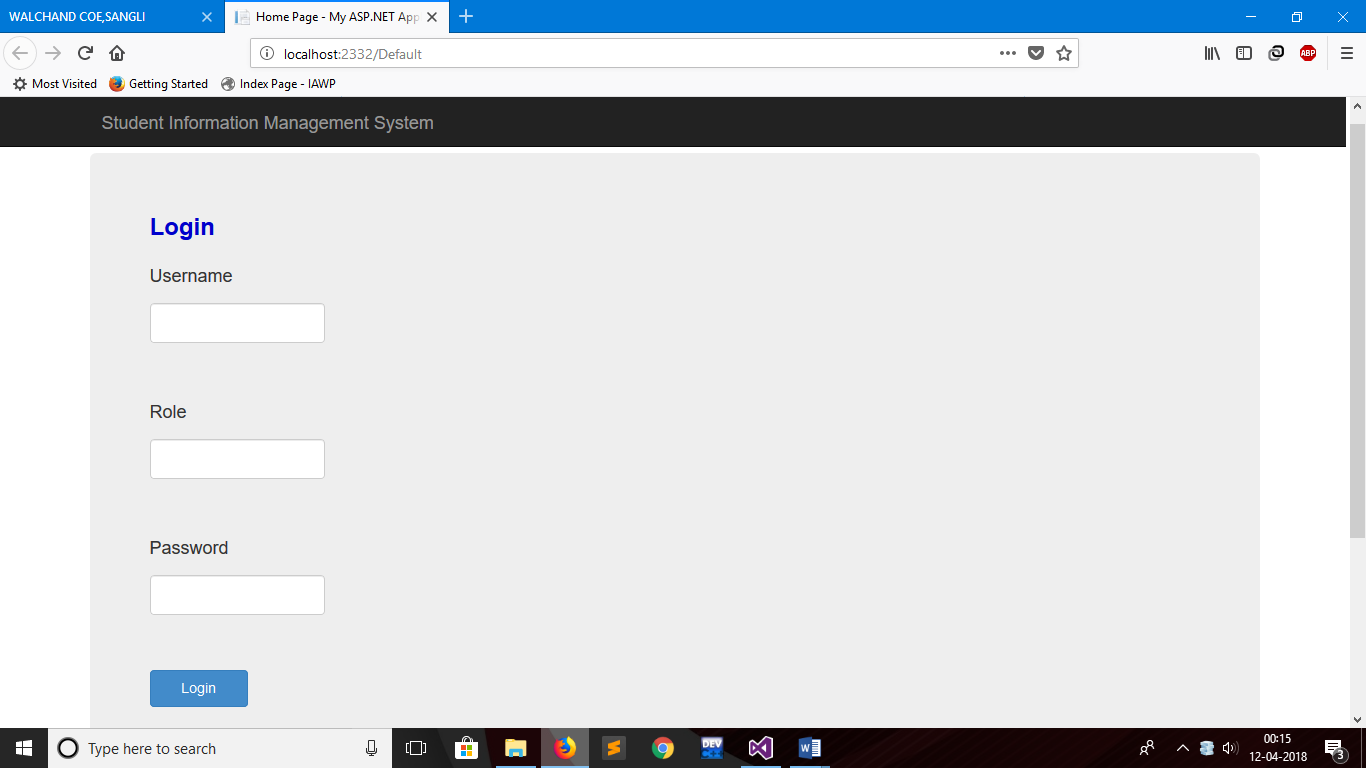 WALCHAND COE,SANGLI
Home Page - My ASP.NET App
localhost:2332/Default
ABP
Most Visited Getting Started Index Page - IAWP
Student Information Management System
Login
Username
Role
Password
Login
Type here to search
DEV
00:15
12-04-2018
3